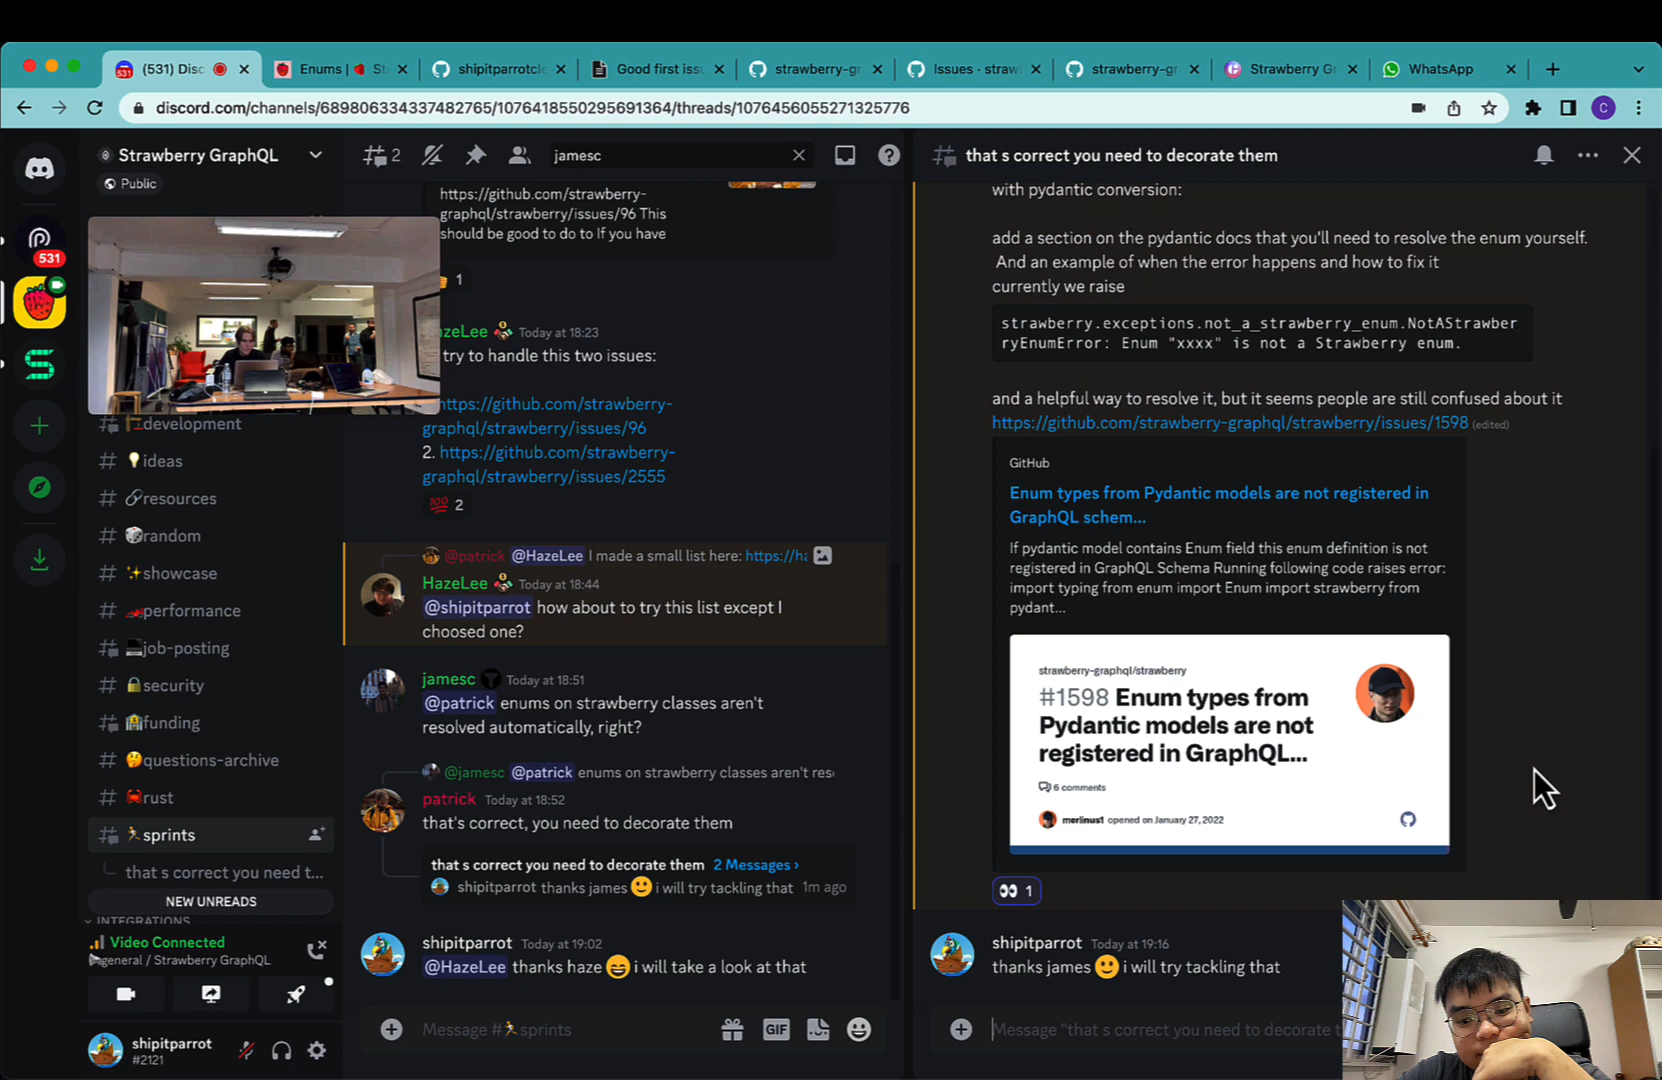 (531) Disc
Enums |
shipitparrotcle
Good first issu
strawberry-gr
Issues · straw
strawberry-gr
Strawberry Gr
WhatsApp
discord.com/channels/689806334337482765/1076418550295691364/threads/1076456055271325776
C
Strawberry GraphQL
Public
531
development
ideas
resources
random
showcase
performance
job-posting
security
funding
questions-archive
rust
sprints
that s correct you need t...
NEW UNREADS
INTEGRATIONS
Video Connected
general / Strawberry GraphQL
shipitparrot
#2121
2
jamesc
https://github.com/strawberry-
graphql/strawberry/issues/96 This
should be good to do to If you have
1
zeLee Today at 18:23
try to handle this two issues:
https://github.com/strawberry-
graphql/strawberry/issues/96
2. https://github.com/strawberry-
graphql/strawberry/issues/2555
💯 2
@patrick @HazeLee I made a small list here: https://ha
HazeLee Today at 18:44
@shipitparrot how about to try this list except I
choosed one?
jamesc Today at 18:51
@patrick enums on strawberry classes aren't
resolved automatically, right?
@jamesc @patrick enums on strawberry classes aren't res
patrick Today at 18:52
that's correct, you need to decorate them
that s correct you need to decorate them 2 Messages ›
shipitparrot thanks james 🙂 i will try tackling that 1m ago
shipitparrot Today at 19:02
@HazeLee thanks haze 😄 i will take a look at that
Message #🏃sprints
GIF
that s correct you need to decorate them
with pydantic conversion:
add a section on the pydantic docs that you'll need to resolve the enum yourself.
And an example of when the error happens and how to fix it
currently we raise
strawberry.exceptions.not_a_strawberry_enum.NotAStrawber
ryEnumError: Enum "xxxx" is not a Strawberry enum.
and a helpful way to resolve it, but it seems people are still confused about it
https://github.com/strawberry-graphql/strawberry/issues/1598 (edited)
GitHub
Enum types from Pydantic models are not registered in
GraphQL schem...
If pydantic model contains Enum field this enum definition is not
registered in GraphQL Schema Running following code raises error:
import typing from enum import Enum import strawberry from
pydant...
strawberry-graphql/strawberry
#1598 Enum types from
Pydantic models are not
registered in GraphQL...
6 comments
merlinus1 opened on January 27, 2022
👀 1
shipitparrot Today at 19:16
thanks james 🙂 i will try tackling that
Message "that s correct you need to decorate t